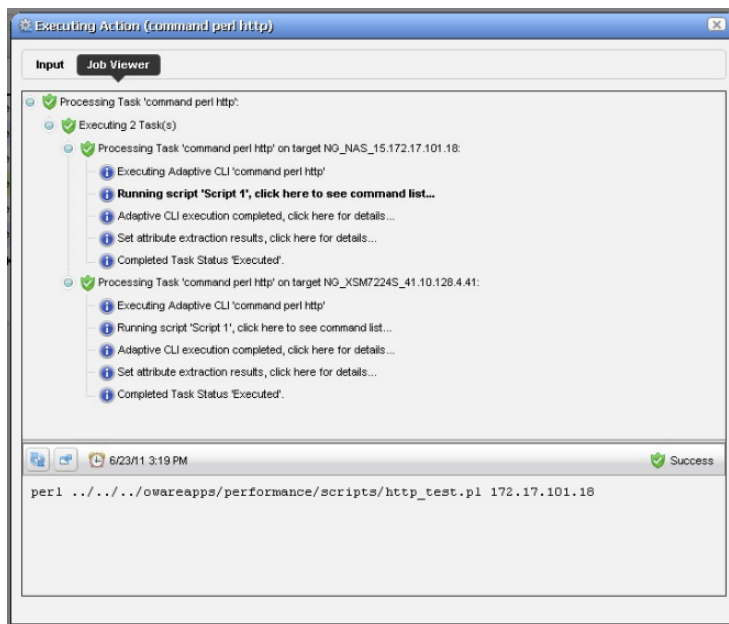 Executing Action (command perl http)
Input Job Viewer
Processing Task 'command perl http':
Executing 2 Task(s)
Processing Task 'command perl http' on target NG_NAS_15.172.17.101.18:
Executing Adaptive CLI 'command perl http'
Running script 'Script 1', click here to see command list...
Adaptive CLI execution completed, click here for details...
Set attribute extraction results, click here for details...
Completed Task Status 'Executed'.
Processing Task 'command perl http' on target NG_XSM7224S_41.10.128.4.41:
Executing Adaptive CLI 'command perl http'
Running script 'Script 1', click here to see command list...
Adaptive CLI execution completed, click here for details...
Set attribute extraction results, click here for details...
Completed Task Status 'Executed'.
6/23/11 3:19 PM Success
perl ../../../owareapps/performance/scripts/http_test.pl 172.17.101.18